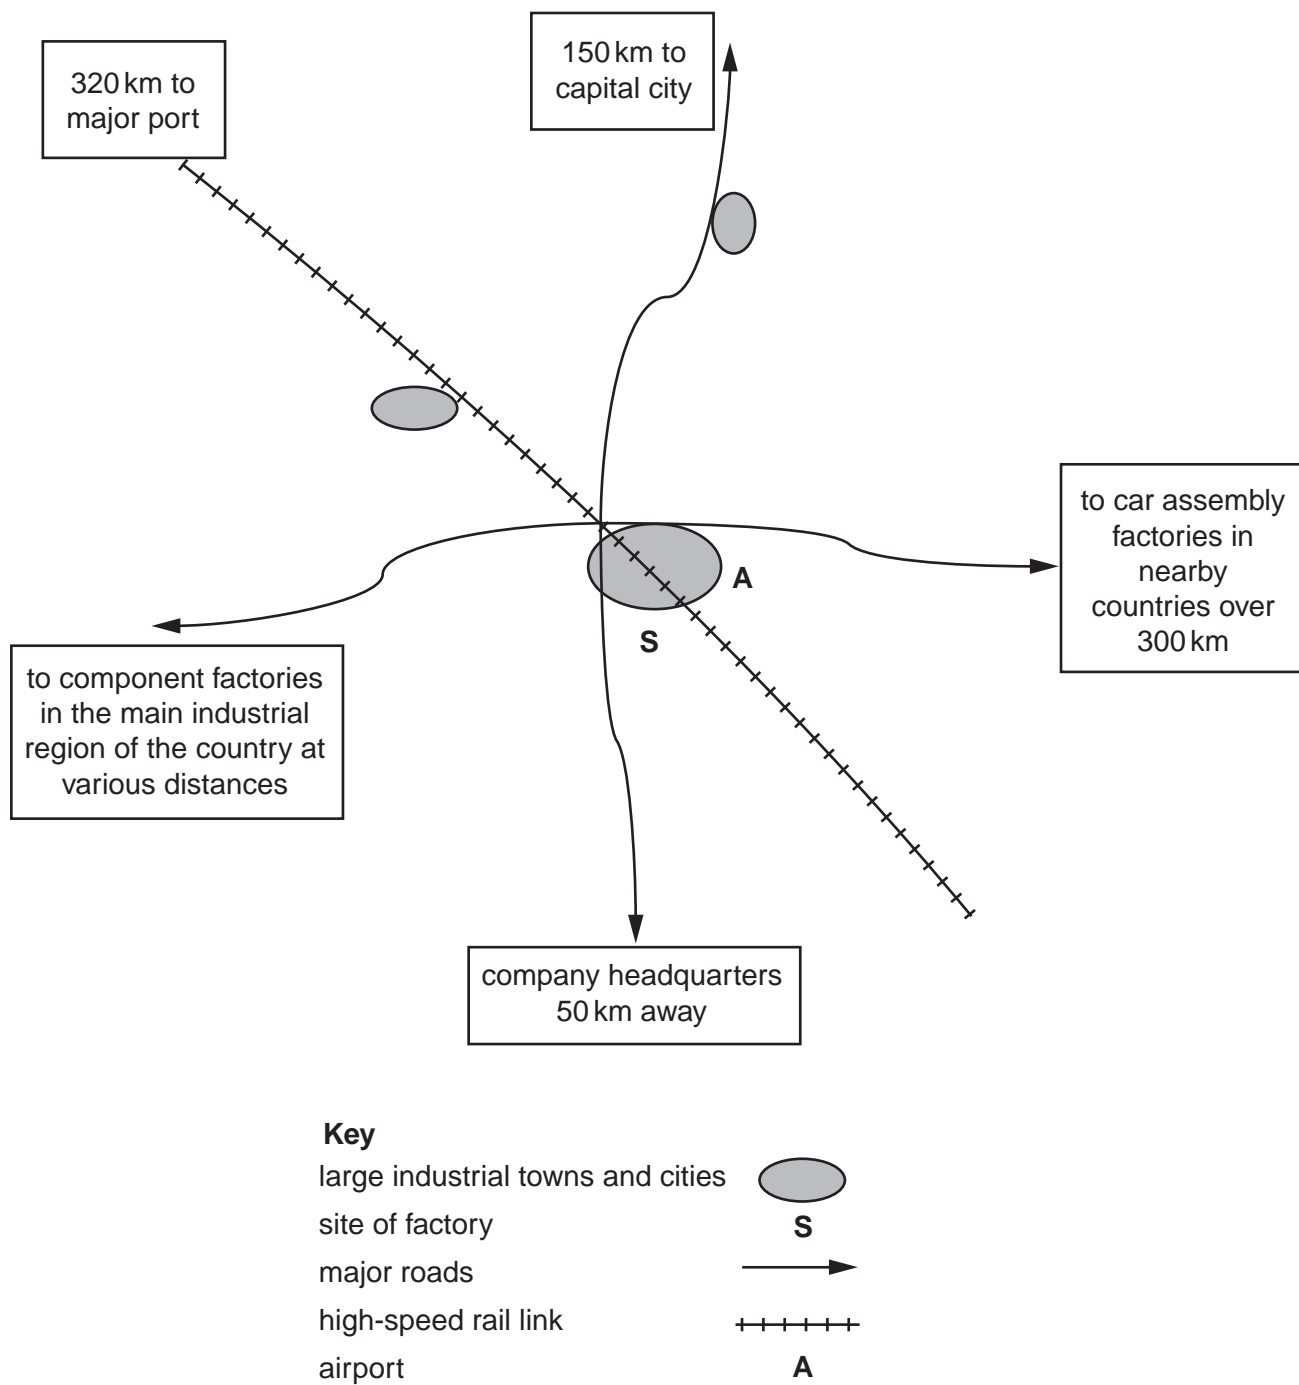 320 km to
major port
150 km to
capital city
to car assembly
factories in
nearby
countries over
300 km
A
S
to component factories
in the main industrial
region of the country at
various distances
company headquarters
50 km away
Key
large industrial towns and cities
site of factory
S
major roads
high-speed rail link
airport
A